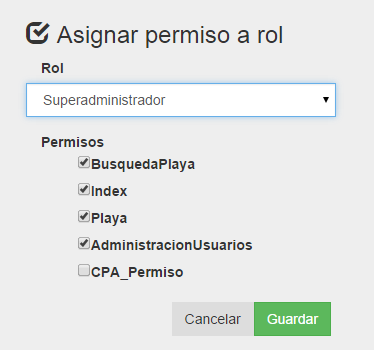 Asignar permiso a rol
Rol
Superadministrador
Permisos
BusquedaPlaya
Index
Playa
AdministracionUsuarios
CPA_Permiso
Cancelar Guardar